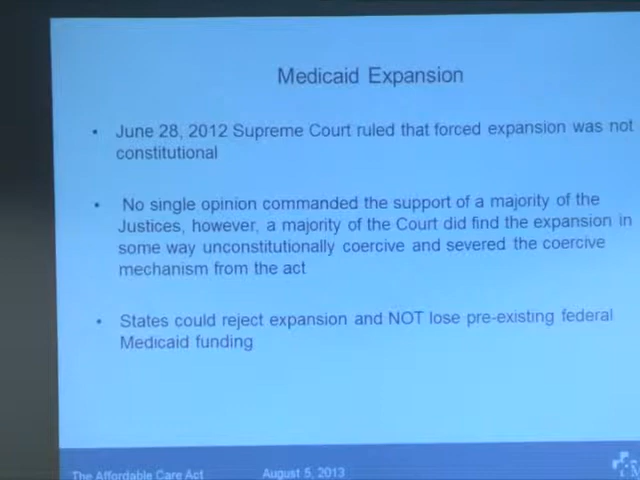 Medicaid Expansion
• June 28, 2012 Supreme Court ruled that forced expansion was not
constitutional
• No single opinion commanded the support of a majority of the
Justices, however, a majority of the Court did find the expansion in
some way unconstitutionally coercive and severed the coercive
mechanism from the act
• States could reject expansion and NOT lose pre-existing federal
Medicaid funding
The Affordable Care Act August 5, 2013